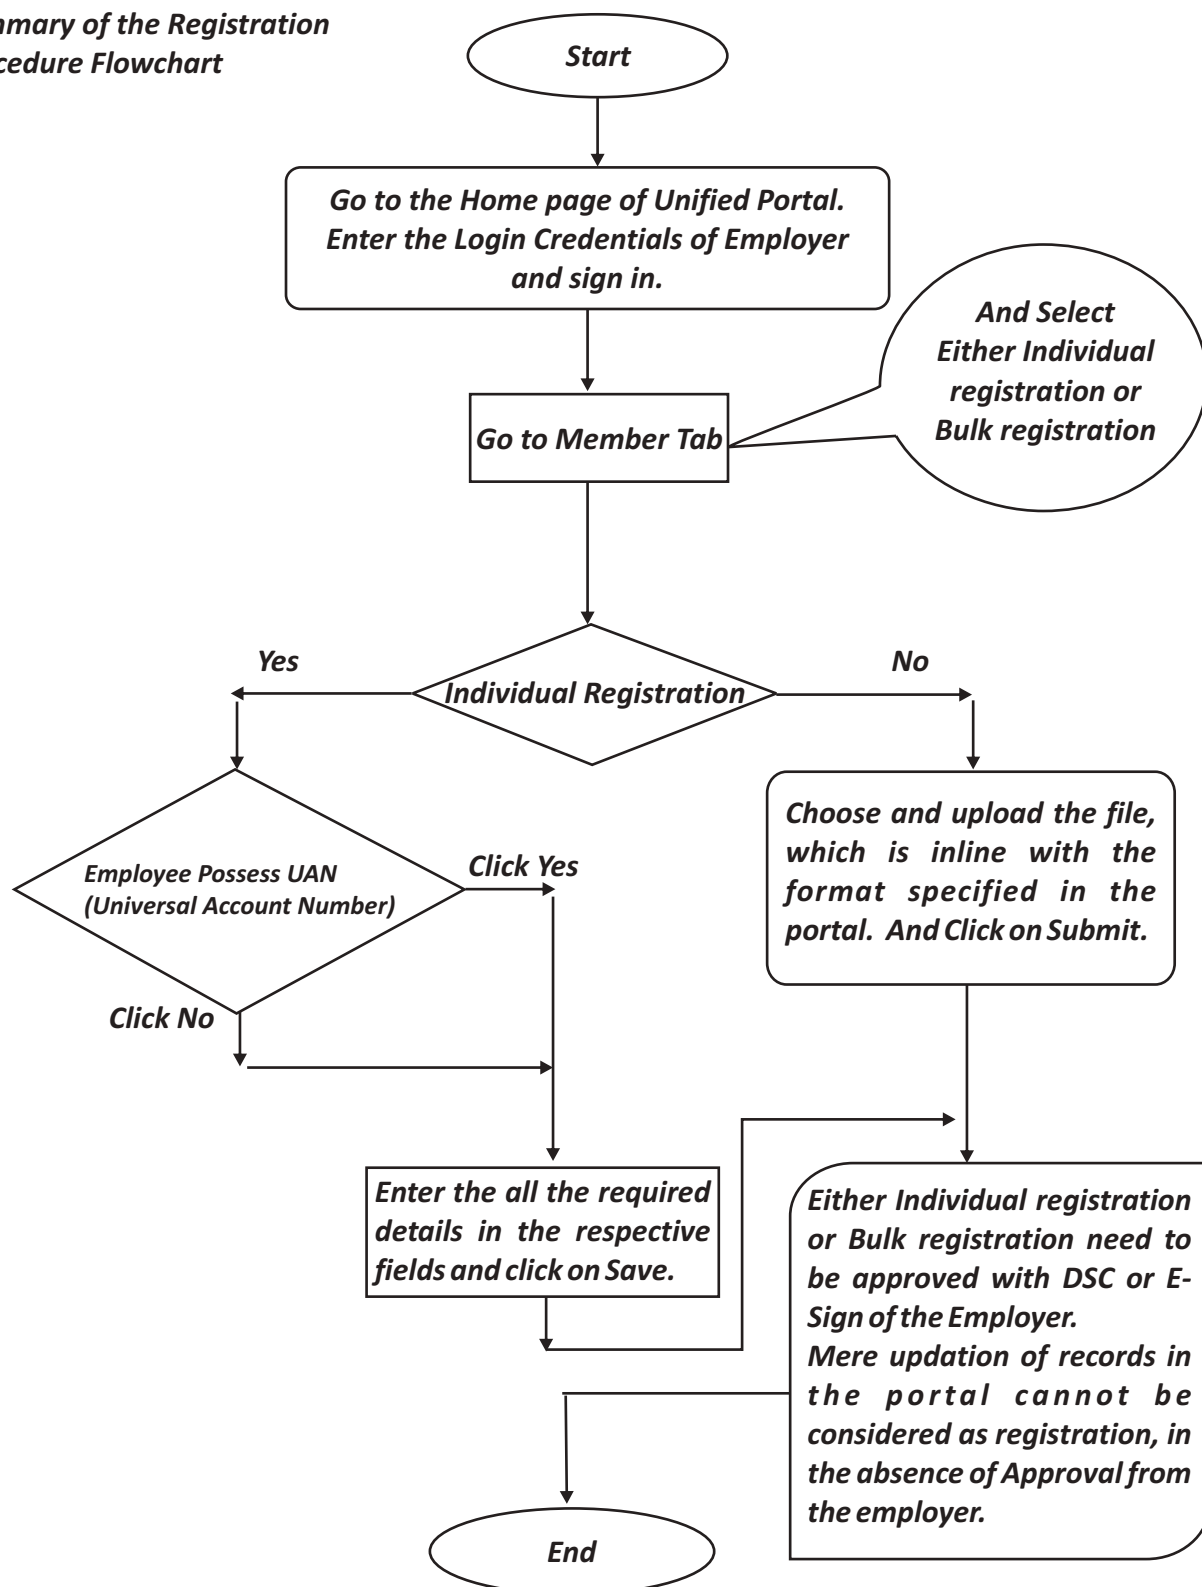 nmary of the Registration
cedure Flowchart
Start
Go to the Home page of Unified Portal.
Enter the Login Credentials of Employer
and sign in.
And Select
Either Individual
registration or
Bulk registration
Go to Member Tab
Yes
No
Individual Registration
Employee Possess UAN
(Universal Account Number)
Click Yes
Click No
Choose and upload the file,
which is inline with the
format specified in the
portal. And Click on Submit.
Enter the all the required
details in the respective
fields and click on Save.
Either Individual registration
or Bulk registration need to
be approved with DSC or E-
Sign of the Employer.
Mere updation of records in
the portal cannot be
considered as registration, in
the absence of Approval from
the employer.
End